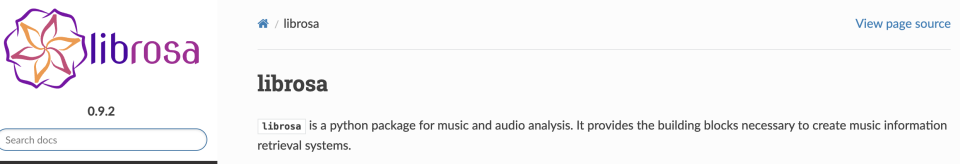 librosa
0.9.2
Search docs
/ librosa
View page source
librosa
librosa is a python package for music and audio analysis. It provides the building blocks necessary to create music information
retrieval systems.